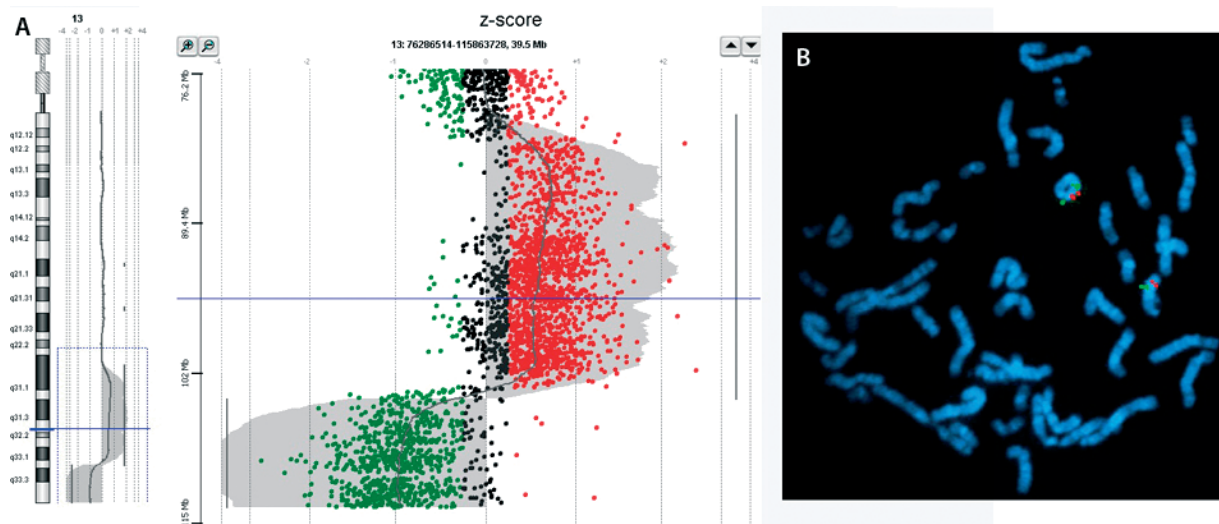 A
13
-4 -2 -1 0 +1 +2 +4
q12.12
q12.2
q13.1
q13.3
q14.12
q14.2
q21.1
q21.31
q21.33
q22.2
q31.1
q31.3
q32.2
q33.1
q33.3
z-score
13: 76286514-115863728, 39.5 Mb
-4 -2 -1 0 +1 +2 +4
76.2 Mb
89.4 Mb
102 Mb
115 Mb
B